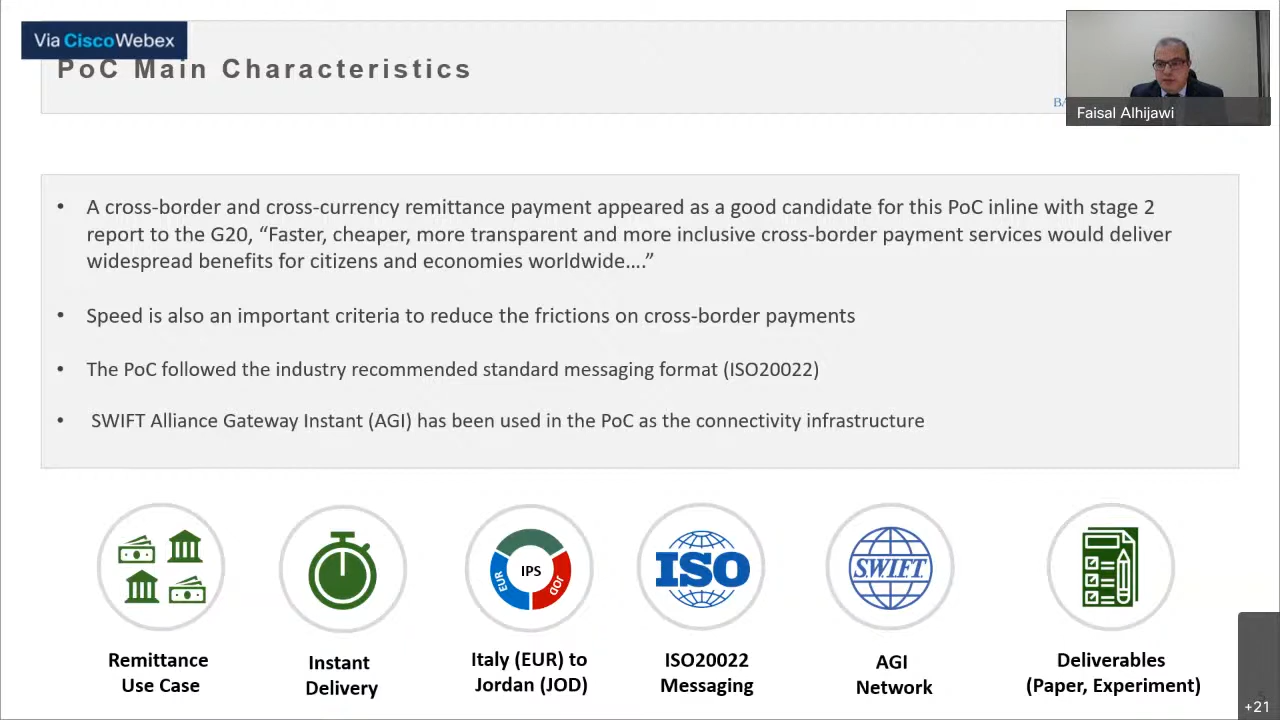 Via Cisco Webex
PoC Main Characteristics
Faisal Alhijawi
• A cross-border and cross-currency remittance payment appeared as a good candidate for this PoC inline with stage 2
report to the G20, “Faster, cheaper, more transparent and more inclusive cross-border payment services would deliver
widespread benefits for citizens and economies worldwide….”
• Speed is also an important criteria to reduce the frictions on cross-border payments
• The PoC followed the industry recommended standard messaging format (ISO20022)
• SWIFT Alliance Gateway Instant (AGI) has been used in the PoC as the connectivity infrastructure
EUR
IPS
JOD
ISO
S.W.I.F.T.
Remittance
Use Case
Instant
Delivery
Italy (EUR) to
Jordan (JOD)
ISO20022
Messaging
AGI
Network
Deliverables
(Paper, Experiment)
+21